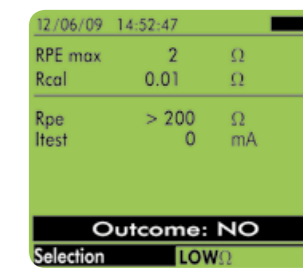 12/06/09 14:52:47
RPE max 2 Ω
Rcal 0.01 Ω
Rpe > 200 Ω
Itest 0 mA
Outcome: NO
Selection LOWΩ